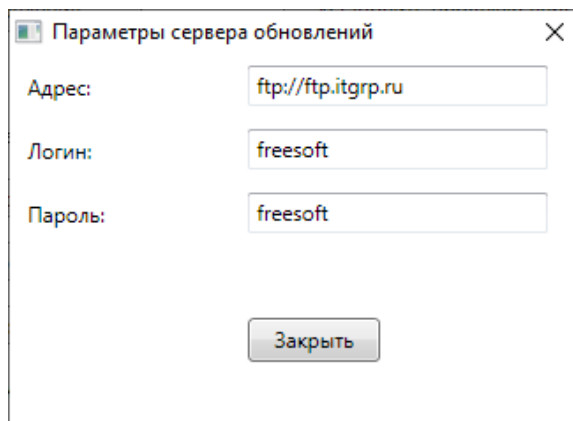 Параметры сервера обновлений
Адрес: ftp://ftp.itgrp.ru
Логин: freesoft
Пароль: freesoft
Закрыть